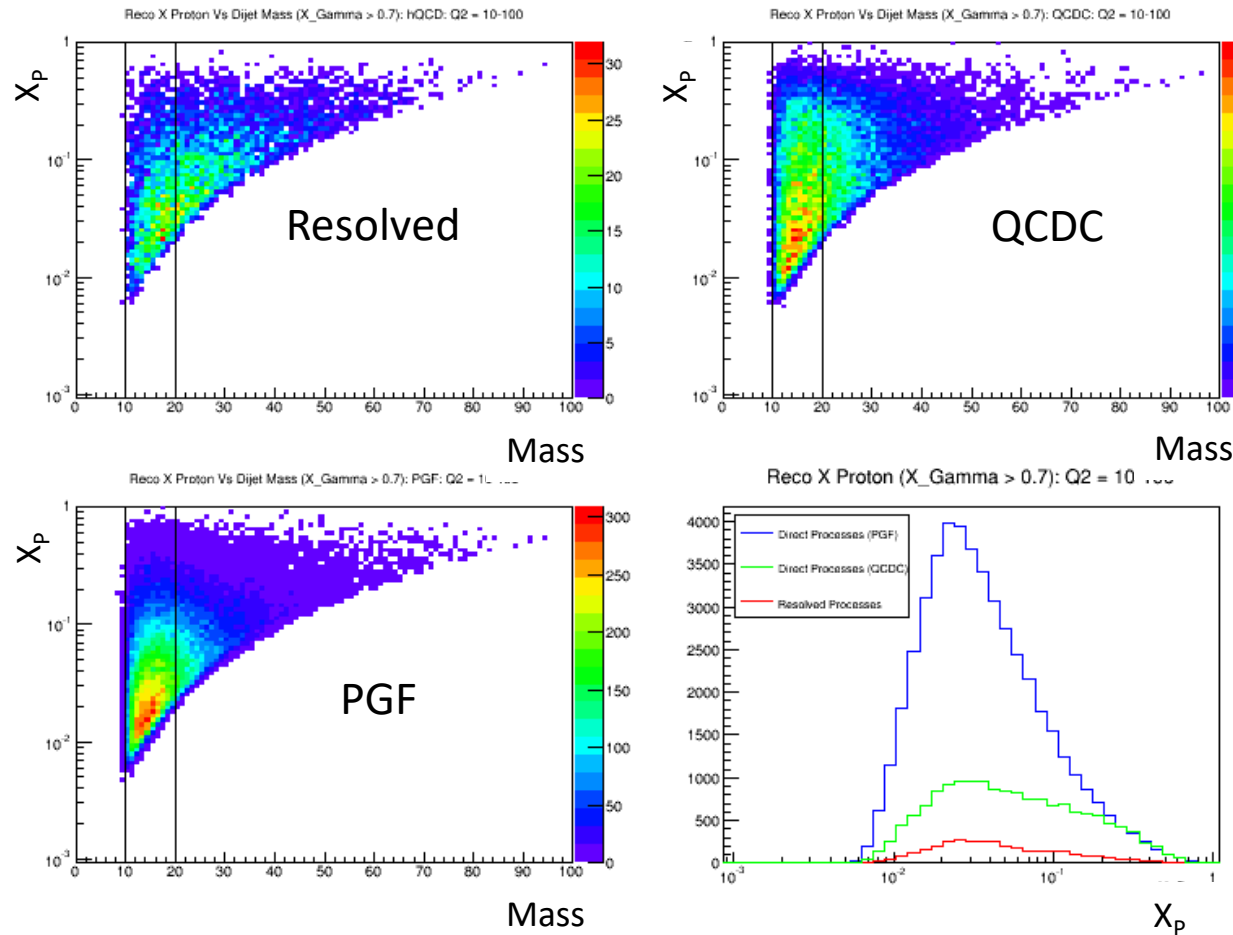 Reco X Proton Vs Dijet Mass (X_Gamma > 0.7): hQCD: Q2 = 10-100
X_P
1
10^-1
10^-2
10^-3
Resolved
0 10 20 30 40 50 60 70 80 90 100
30
25
20
15
10
5
0
Mass
Reco X Proton Vs Dijet Mass (X_Gamma > 0.7): QCDC: Q2 = 10-100
X_P
1
10^-1
10^-2
10^-3
QCDC
0 10 20 30 40 50 60 70 80 90 100
Mass
Reco X Proton Vs Dijet Mass (X_Gamma > 0.7): PGF: Q2 =
X_P
1
10^-1
10^-2
10^-3
PGF
0 10 20 30 40 50 60 70 80 90 100
300
250
200
150
100
50
0
Mass
Reco X Proton (X_Gamma > 0.7): Q2 = 10
Direct Processes (PGF)
Direct Processes (QCDC)
Resolved Processes
4000
3500
3000
2500
2000
1500
1000
500
0
10^-3 10^-2 10^-1 1
X_P